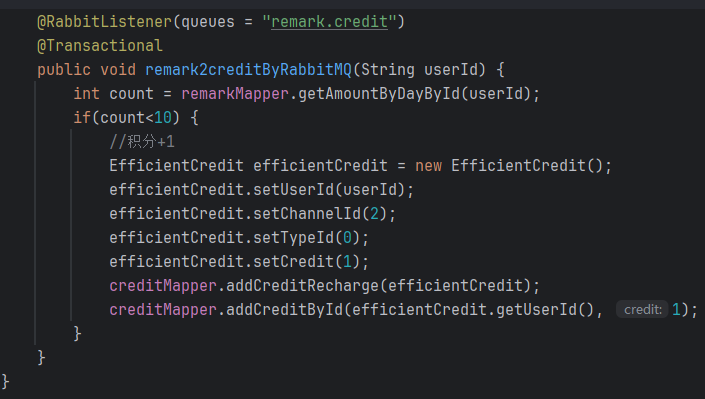 @RabbitListener(queues = "remark.credit")
@Transactional
public void remark2creditByRabbitMQ(String userId) {
int count = remarkMapper.getAmountByDayById(userId);
if(count<10) {
//积分+1
EfficientCredit efficientCredit = new EfficientCredit();
efficientCredit.setUserId(userId);
efficientCredit.setChannelId(2);
efficientCredit.setTypeId(0);
efficientCredit.setCredit(1);
creditMapper.addCreditRecharge(efficientCredit);
creditMapper.addCreditById(efficientCredit.getUserId(), credit: 1);
}
}
}